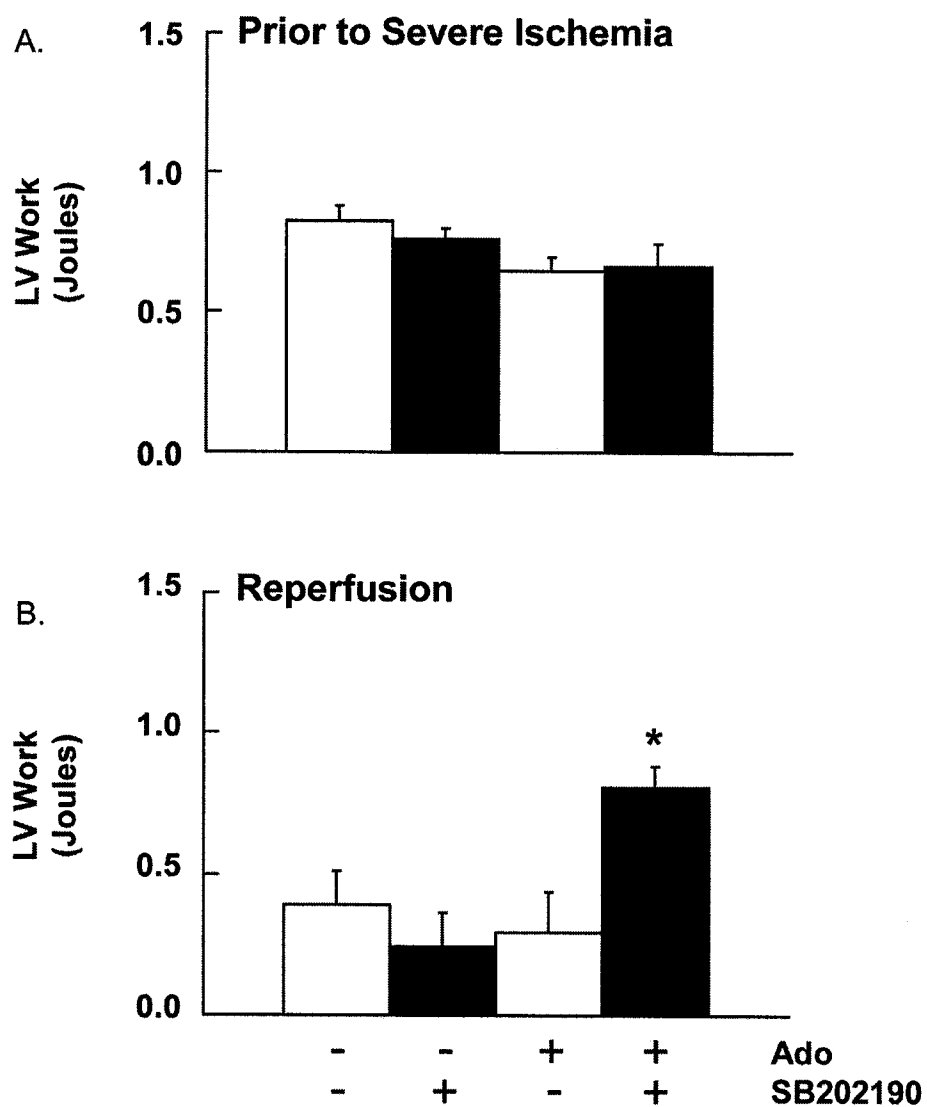 A.
Prior to Severe Ischemia
1.5
1.0
0.5
0.0
LV Work
(Joules)
B.
Reperfusion
1.5
1.0
0.5
0.0
LV Work
(Joules)
*
- - + + Ado
- + - + SB202190